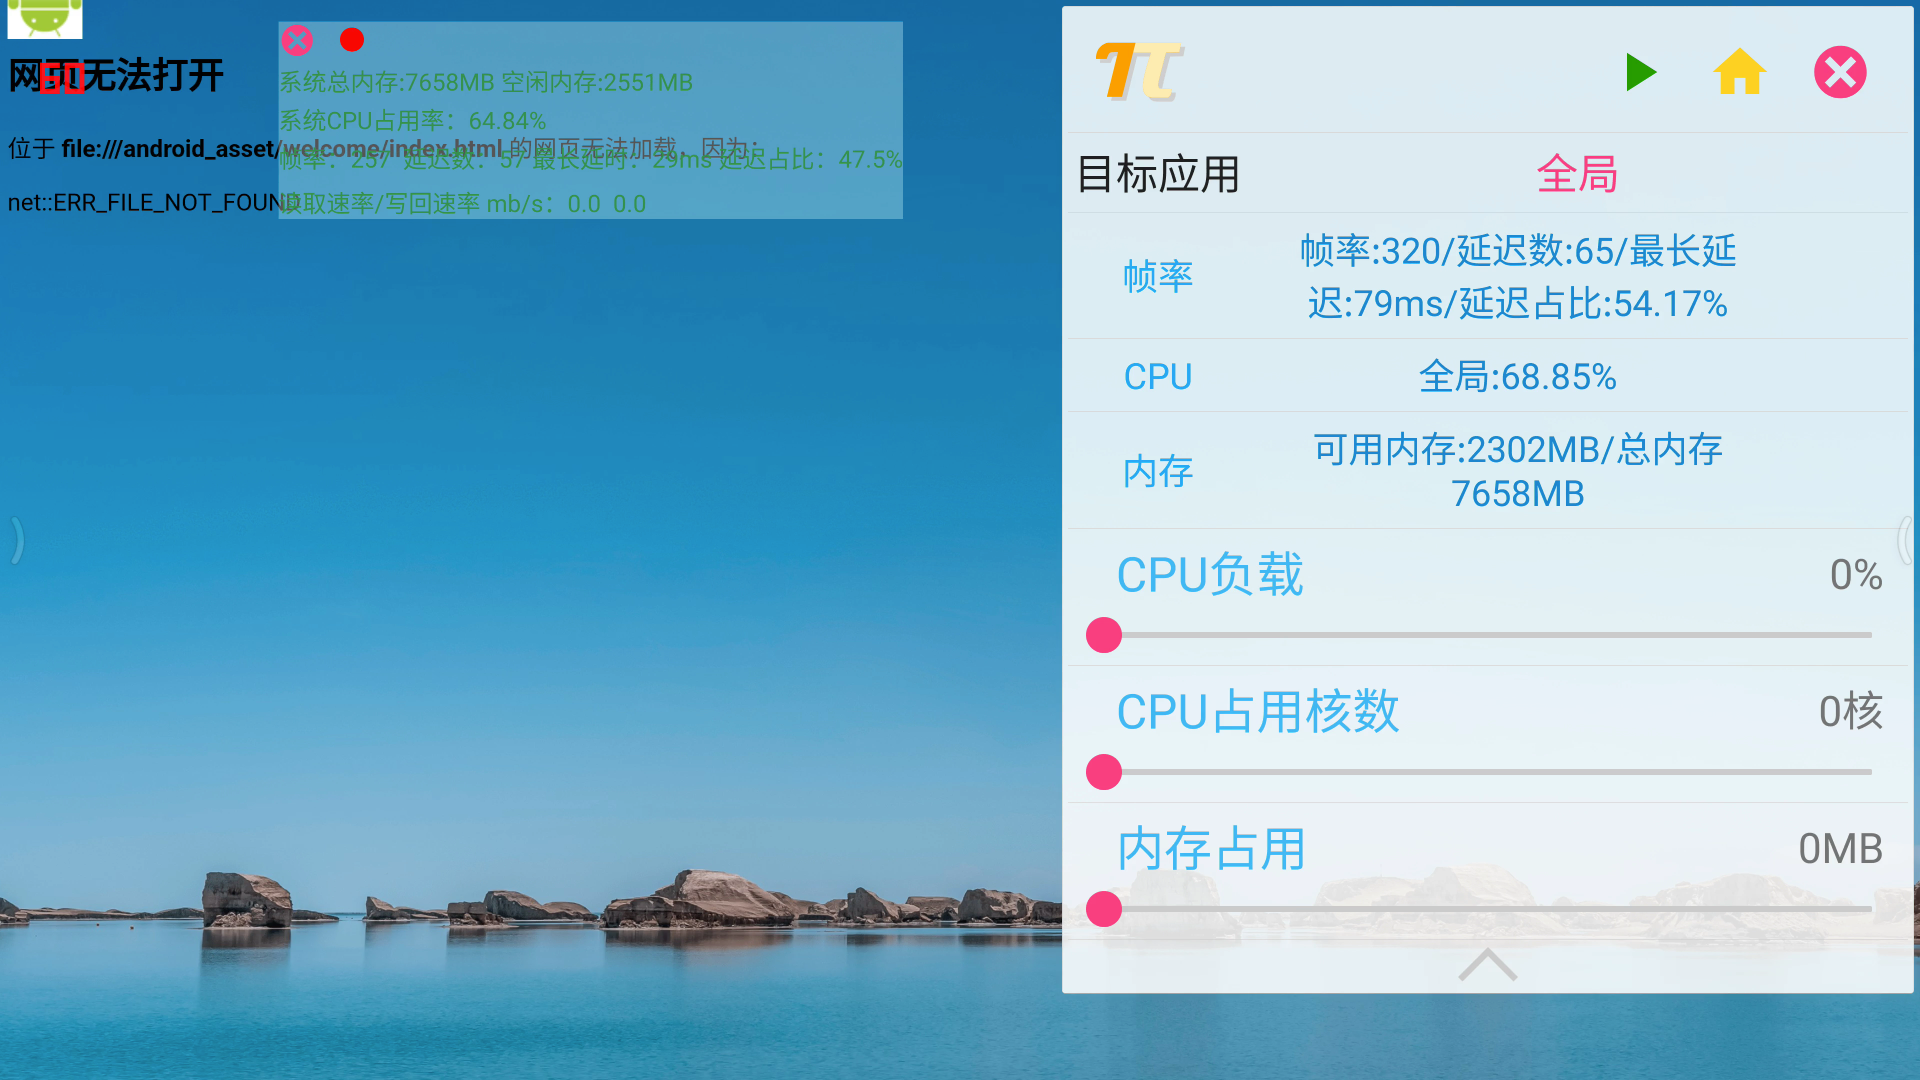 网页无法打开
60
位于 file:///android_asset/welcome/index.html 的网页无法加载，因为：
net::ERR_FILE_NOT_FOUND
系统总内存:7658MB 空闲内存:2551MB
系统CPU占用率：64.84%
帧率：257 延迟数：57 最长延时：29ms 延迟占比：47.5%
读取速率/写回速率 mb/s：0.0 0.0
目标应用 全局
帧率 帧率:320/延迟数:65/最长延
迟:79ms/延迟占比:54.17%
CPU 全局:68.85%
内存 可用内存:2302MB/总内存
7658MB
CPU负载 0%
CPU占用核数 0核
内存占用 0MB